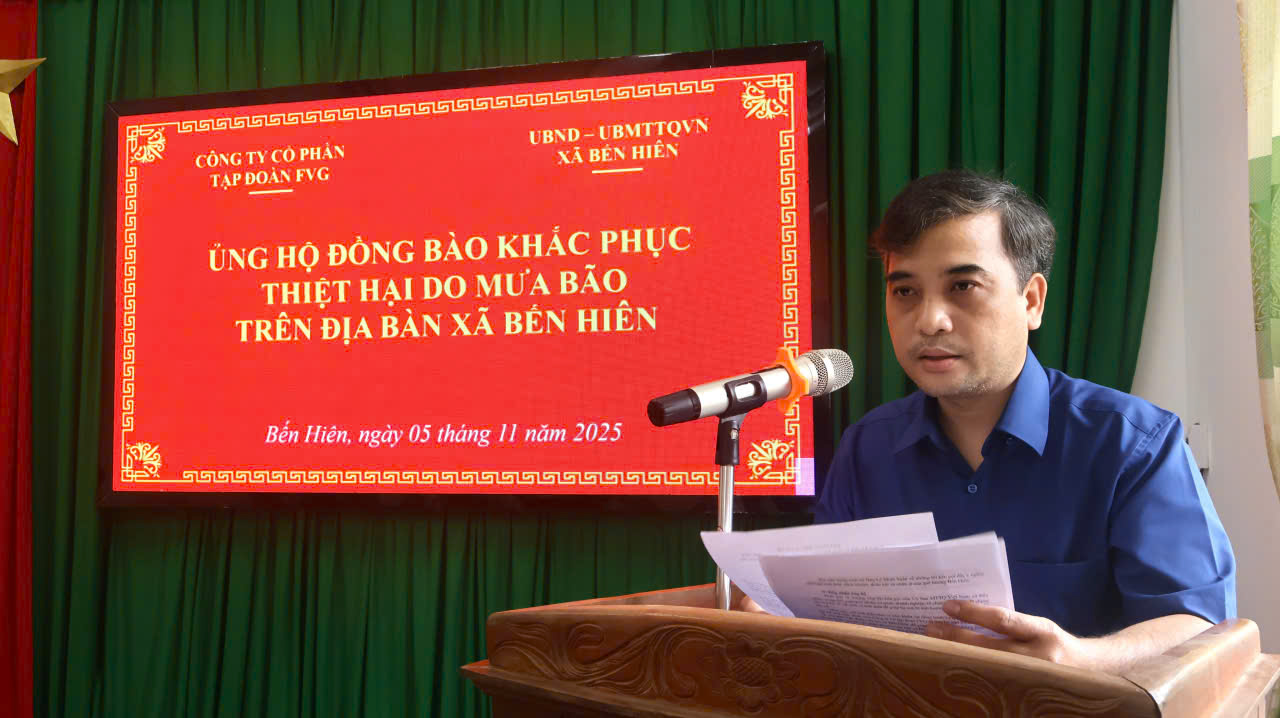 CÔNG TY CỔ PHẦN
TẬP ĐOÀN FVG
UBND – UBMTTQVN
XÃ BẾN HIÊN
ỦNG HỘ ĐỒNG BÀO KHẮC PHỤC
THIỆT HẠI DO MƯA BÃO
TRÊN ĐỊA BÀN XÃ BẾN HIÊN
Bến Hiên, ngày 05 tháng 11 năm 2025